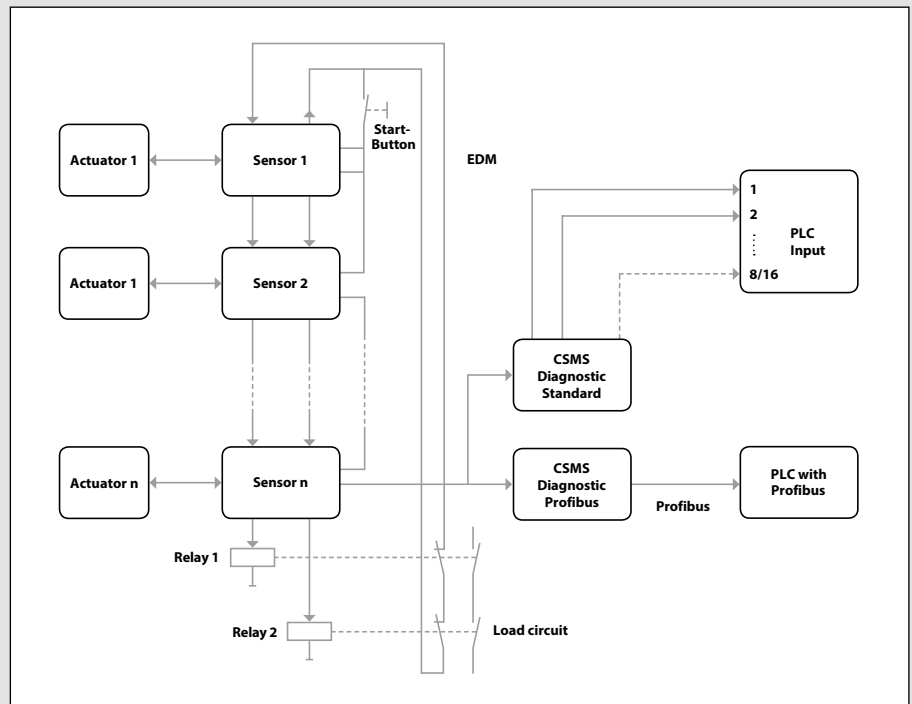 Start-
Button
EDM
Actuator 1
Sensor 1
1
2
PLC
Input
8/16
Actuator 1
Sensor 2
CSMS
Diagnostic
Standard
Actuator n
Sensor n
CSMS
Diagnostic
Profibus
Profibus
PLC with
Profibus
Relay 1
Relay 2
Load circuit